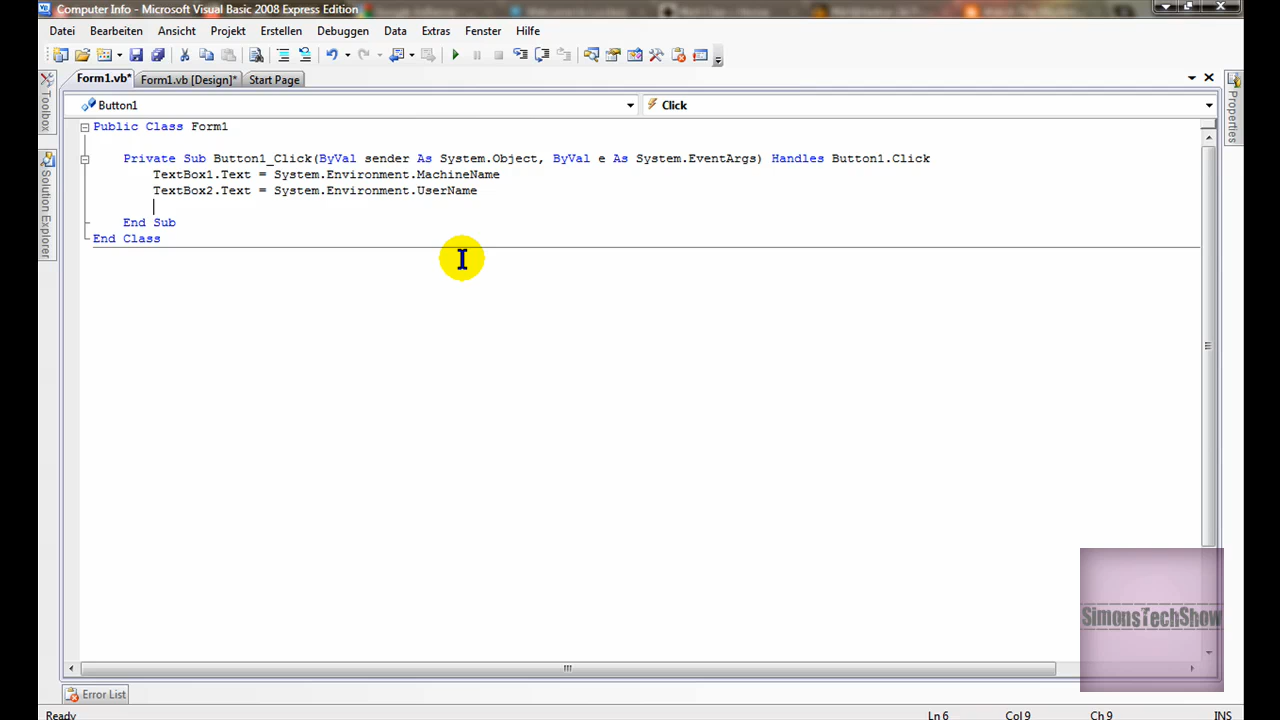 Computer Info - Microsoft Visual Basic 2008 Express Edition
Datei Bearbeiten Ansicht Projekt Erstellen Debuggen Data Extras Fenster Hilfe
Form1.vb* Form1.vb [Design]* Start Page
Toolbox
Solution Explorer
Properties
Button1 Click
Public Class Form1
Private Sub Button1_Click(ByVal sender As System.Object, ByVal e As System.EventArgs) Handles Button1.Click
TextBox1.Text = System.Environment.MachineName
TextBox2.Text = System.Environment.UserName
End Sub
End Class
SimonsTechShow
Error List
Ready Ln 6 Col 9 Ch 9 INS